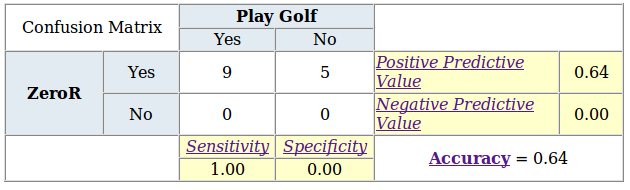 Confusion Matrix
Play Golf
Yes No
ZeroR
Yes 9 5 Positive Predictive
Value 0.64
No 0 0 Negative Predictive
Value 0.00
Sensitivity Specificity
1.00 0.00
Accuracy = 0.64